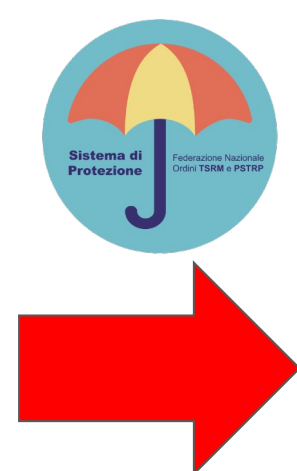 Sistema di
Protezione
Federazione Nazionale
Ordini TSRM e PSTRP